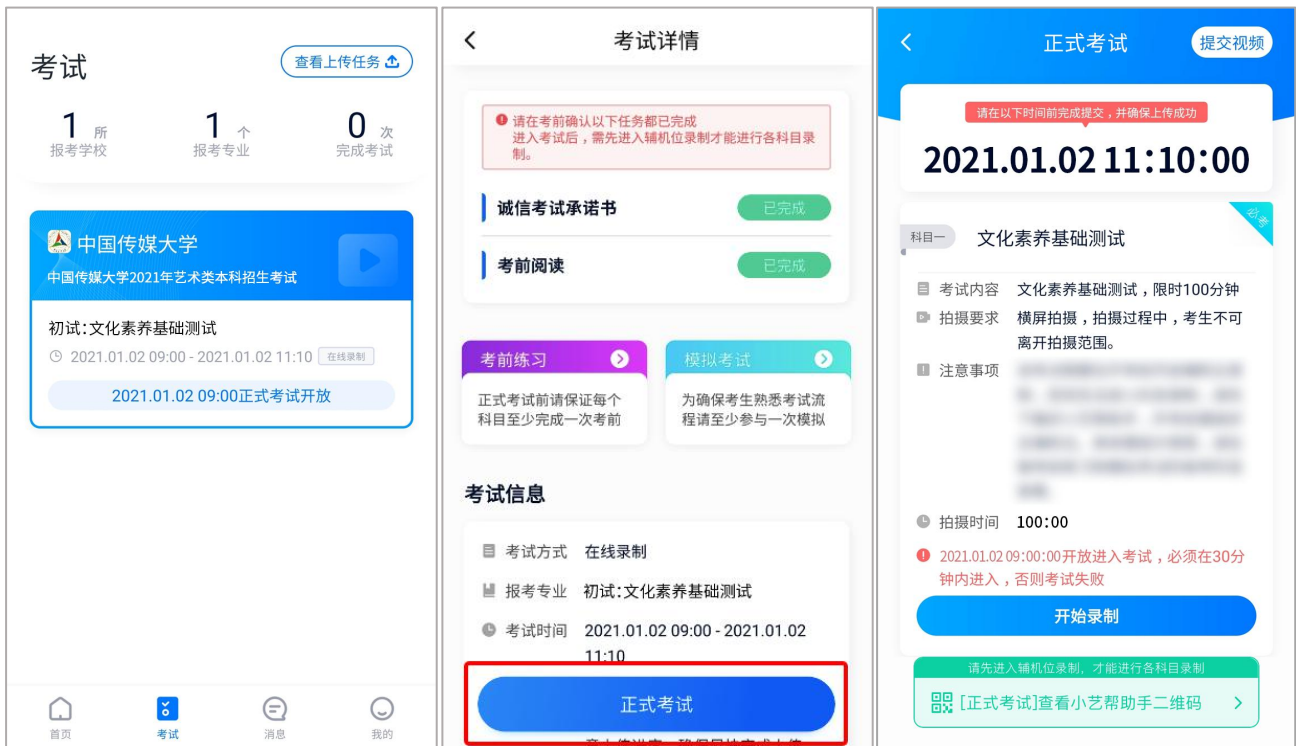 考试
查看上传任务
1 所
报考学校
1 个
报考专业
0 次
完成考试
中国传媒大学
中国传媒大学2021年艺术类本科招生考试
初试:文化素养基础测试
2021.01.02 09:00 - 2021.01.02 11:10 在线录制
2021.01.02 09:00正式考试开放
首页
考试
消息
我的
考试详情
请在考前确认以下任务都已完成
进入考试后，需先进入辅机位录制才能进行各科目录
制。
诚信考试承诺书 已完成
考前阅读 已完成
考前练习
正式考试前请保证每个
科目至少完成一次考前
模拟考试
为确保考生熟悉考试流
程请至少参与一次模拟
考试信息
考试方式 在线录制
报考专业 初试:文化素养基础测试
考试时间 2021.01.02 09:00 - 2021.01.02
11:10
正式考试
正式考试
提交视频
请在以下时间前完成提交，并确保上传成功
2021.01.02 11:10:00
必考
科目一 文化素养基础测试
考试内容 文化素养基础测试，限时100分钟
拍摄要求 横屏拍摄，拍摄过程中，考生不可
离开拍摄范围。
注意事项
拍摄时间 100:00
2021.01.02 09:00:00开放进入考试，必须在30分
钟内进入，否则考试失败
开始录制
请先进入辅机位录制，才能进行各科目录制
[正式考试]查看小艺帮助手二维码